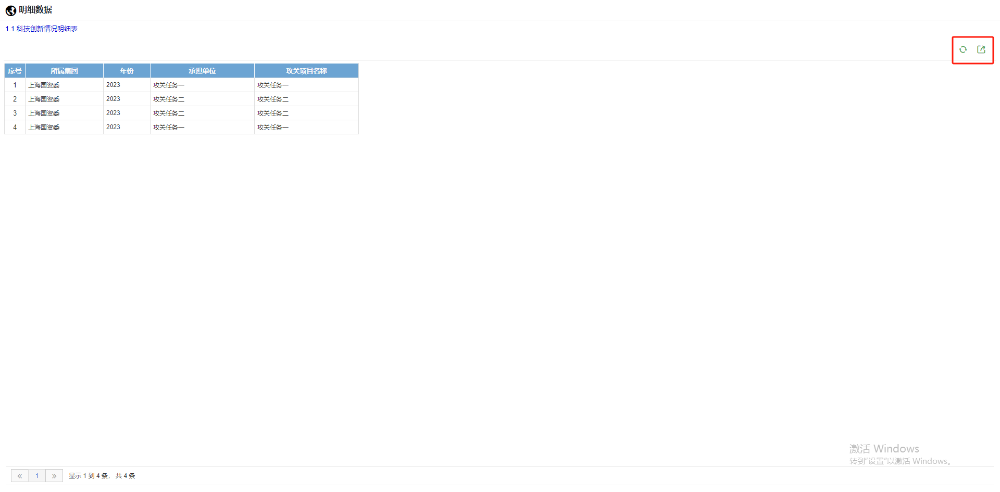 明细数据
1.1 科技创新情况明细表
序号 所属集团 年份 承担单位 攻关项目名称
1 上海国资委 2023 攻关任务一 攻关任务一
2 上海国资委 2023 攻关任务二 攻关任务二
3 上海国资委 2023 攻关任务二 攻关任务二
4 上海国资委 2023 攻关任务一 攻关任务一
激活 Windows
转到“设置”以激活 Windows。
« 1 » 显示 1 到 4 条， 共 4 条